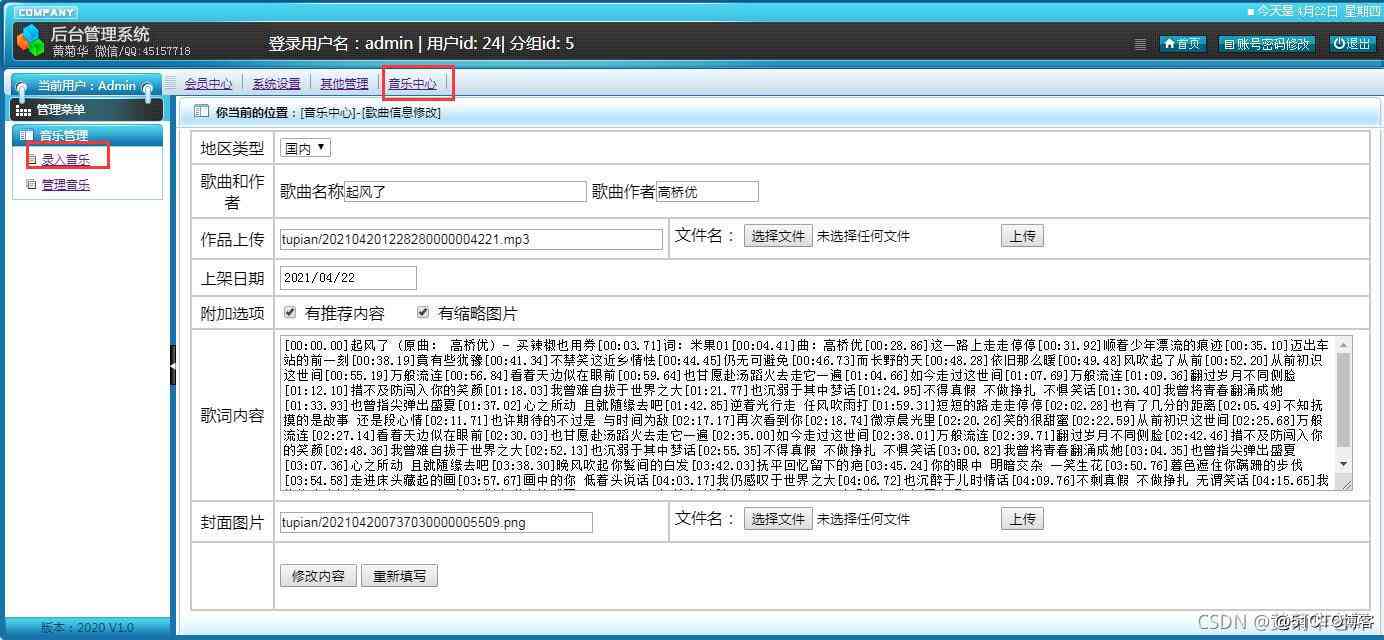 COMPANY
今天是 4月22日 星期四
后台管理系统
黄菊华 微信/QQ:45157718
登录用户名：admin | 用户id: 24| 分组id: 5
首页 账号密码修改 退出
当前用户：Admin
会员中心 系统设置 其他管理 音乐中心
管理菜单
你当前的位置：[音乐中心]-[歌曲信息修改]
音乐管理
录入音乐
管理音乐
地区类型 国内
歌曲和作者 歌曲名称 起风了 歌曲作者 高桥优
作品上传 tupian/202104201228280000004221.mp3 文件名： 选择文件 未选择任何文件 上传
上架日期 2021/04/22
附加选项 有推荐内容 有缩略图片
歌词内容
[00:00.00]起风了（原曲： 高桥优）- 买辣椒也用券[00:03.71]词：米果01[00:04.41]曲：高桥优[00:28.86]这一路上走走停停[00:31.92]顺着少年漂流的痕迹[00:35.10]迈出车
站的前一刻[00:38.19]竟有些犹豫[00:41.34]不禁笑这近乡情怯[00:44.45]仍无可避免[00:46.73]而长野的天[00:48.28]依旧那么暖[00:49.48]风吹起了从前[00:52.20]从前初识
这世间[00:55.19]万般流连[00:56.84]看着天边似在眼前[00:59.64]也甘愿赴汤蹈火去走它一遍[01:04.66]如今走过这世间[01:07.69]万般流连[01:09.36]翻过岁月不同侧脸
[01:12.10]措不及防闯入你的笑颜[01:18.03]我曾难自拔于世界之大[01:21.77]也沉溺于其中梦话[01:24.95]不得真假 不做挣扎 不惧笑话[01:30.40]我曾将青春翻涌成她
[01:33.93]也曾指尖弹出盛夏[01:37.02]心之所动 且就随缘去吧[01:42.85]逆着光行走 任风吹雨打[01:59.31]短短的路走走停停[02:02.28]也有了几分的距离[02:05.49]不知抚
摸的是故事 还是段心情[02:11.71]也许期待的不过是 与时间为敌[02:17.17]再次看到你[02:18.74]微凉晨光里[02:20.26]笑的很甜蜜[02:22.59]从前初识这世间[02:25.68]万般
流连[02:27.14]看着天边似在眼前[02:30.03]也甘愿赴汤蹈火去走它一遍[02:35.00]如今走过这世间[02:38.01]万般流连[02:39.71]翻过岁月不同侧脸[02:42.46]措不及防闯入你
的笑颜[02:48.36]我曾难自拔于世界之大[02:52.13]也沉溺于其中梦话[02:55.35]不得真假 不做挣扎 不惧笑话[03:00.82]我曾将青春翻涌成她[03:04.35]也曾指尖弹出盛夏
[03:07.36]心之所动 且就随缘去吧[03:38.30]晚风吹起你鬓间的白发[03:42.03]抚平回忆留下的疤[03:45.24]你的眼中 明暗交杂 一笑生花[03:50.76]暮色遮住你蹒跚的步伐
[03:54.58]走进床头藏起的画[03:57.67]画中的你 低着头说话[04:03.17]我仍感叹于世界之大[04:06.72]也沉醉于儿时情话[04:09.76]不剩真假 不做挣扎 无谓笑话[04:15.65]我
封面图片 tupian/202104200737030000005509.png 文件名： 选择文件 未选择任何文件 上传
修改内容 重新填写
版本：2020 V1.0
CSDN @
@51CTO博客